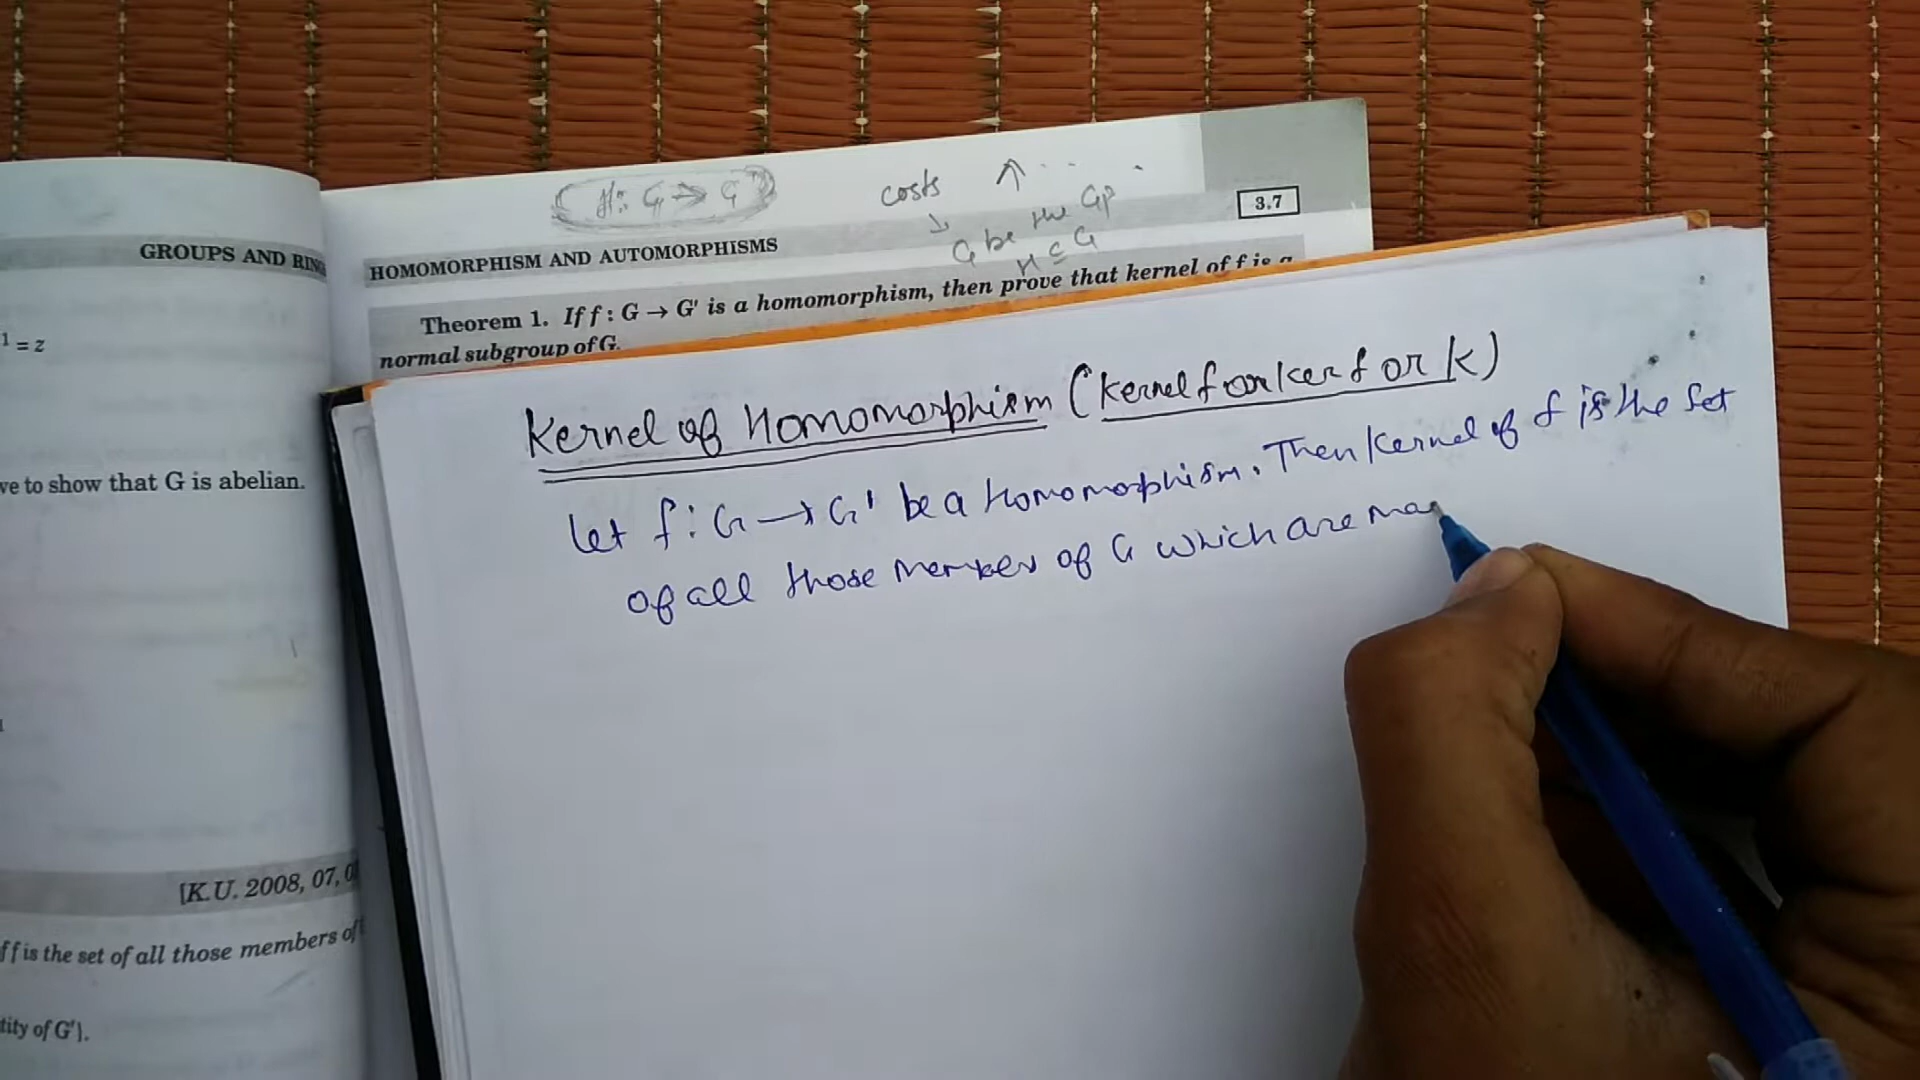 GROUPS AND RIN
1 = z
ve to show that G is abelian.
[K.U. 2008, 07, 0
f f is the set of all those members of
tity of G'}.
H: G → G
costs ↑
G be the GP
H ⊆ G
3.7
HOMOMORPHISM AND AUTOMORPHISMS
Theorem 1. If f : G → G' is a homomorphism, then prove that kernel of f is a
normal subgroup of G.
Kernel of Homomorphism (Kernel f or Ker f or K)
Let f : G → G' be a Homomorphism. Then Kernel of f is the set
of all those Member of G which are ma